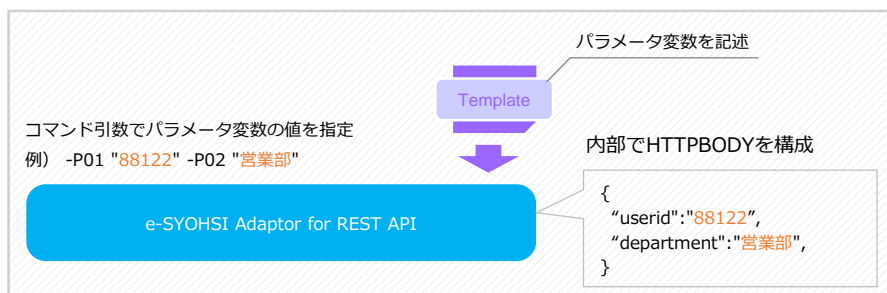 パラメータ変数を記述
Template
コマンド引数でパラメータ変数の値を指定
例） -P01 "88122" -P02 "営業部"
内部でHTTPBODYを構成
e-SYOHSI Adaptor for REST API
{
“userid":"88122”,
“department":"営業部",
}